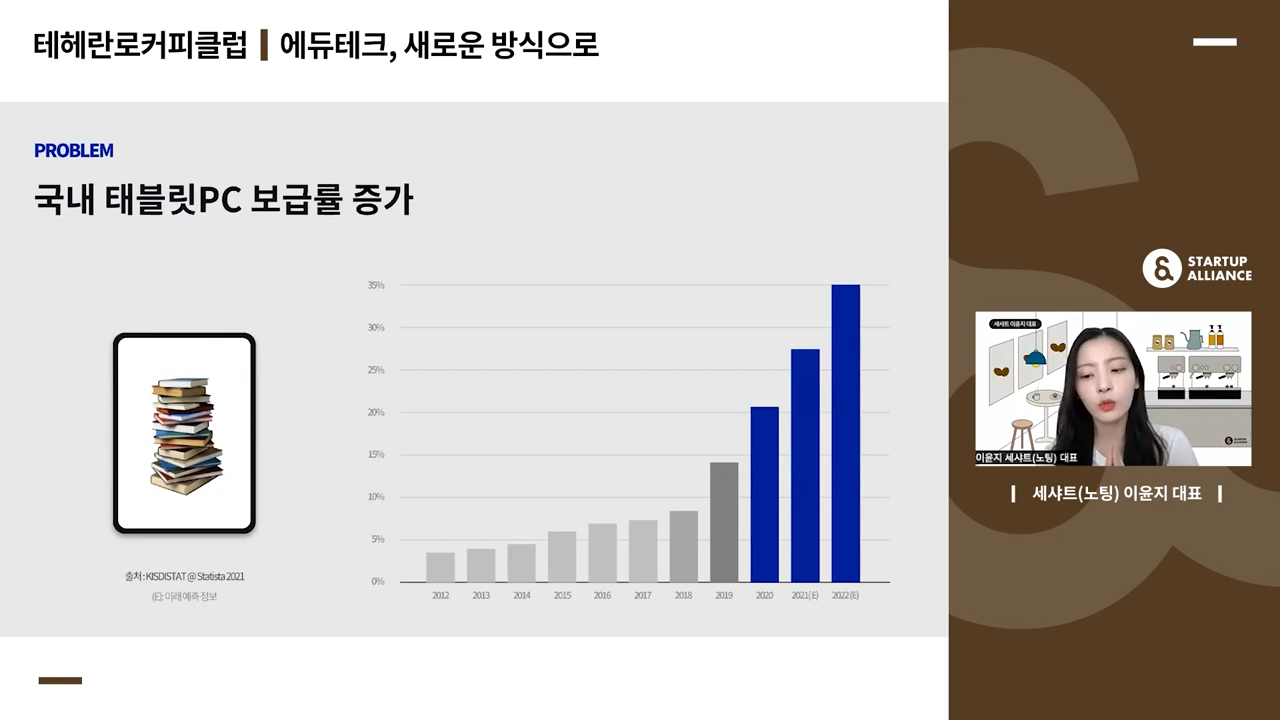 테헤란로커피클럽 | 에듀테크, 새로운 방식으로
PROBLEM
국내 태블릿PC 보급률 증가
35%
30%
25%
20%
15%
10%
5%
0%
2012 2013 2014 2015 2016 2017 2018 2019 2020 2021(E) 2022(E)
출처 : KISDISTAT @ Statista 2021
(E): 미래 예측 정보
STARTUP
ALLIANCE
세샤트 이윤지 대표
STARTUP
ALLIANCE
이윤지 세샤트(노팅) 대표
| 세샤트(노팅) 이윤지 대표 |